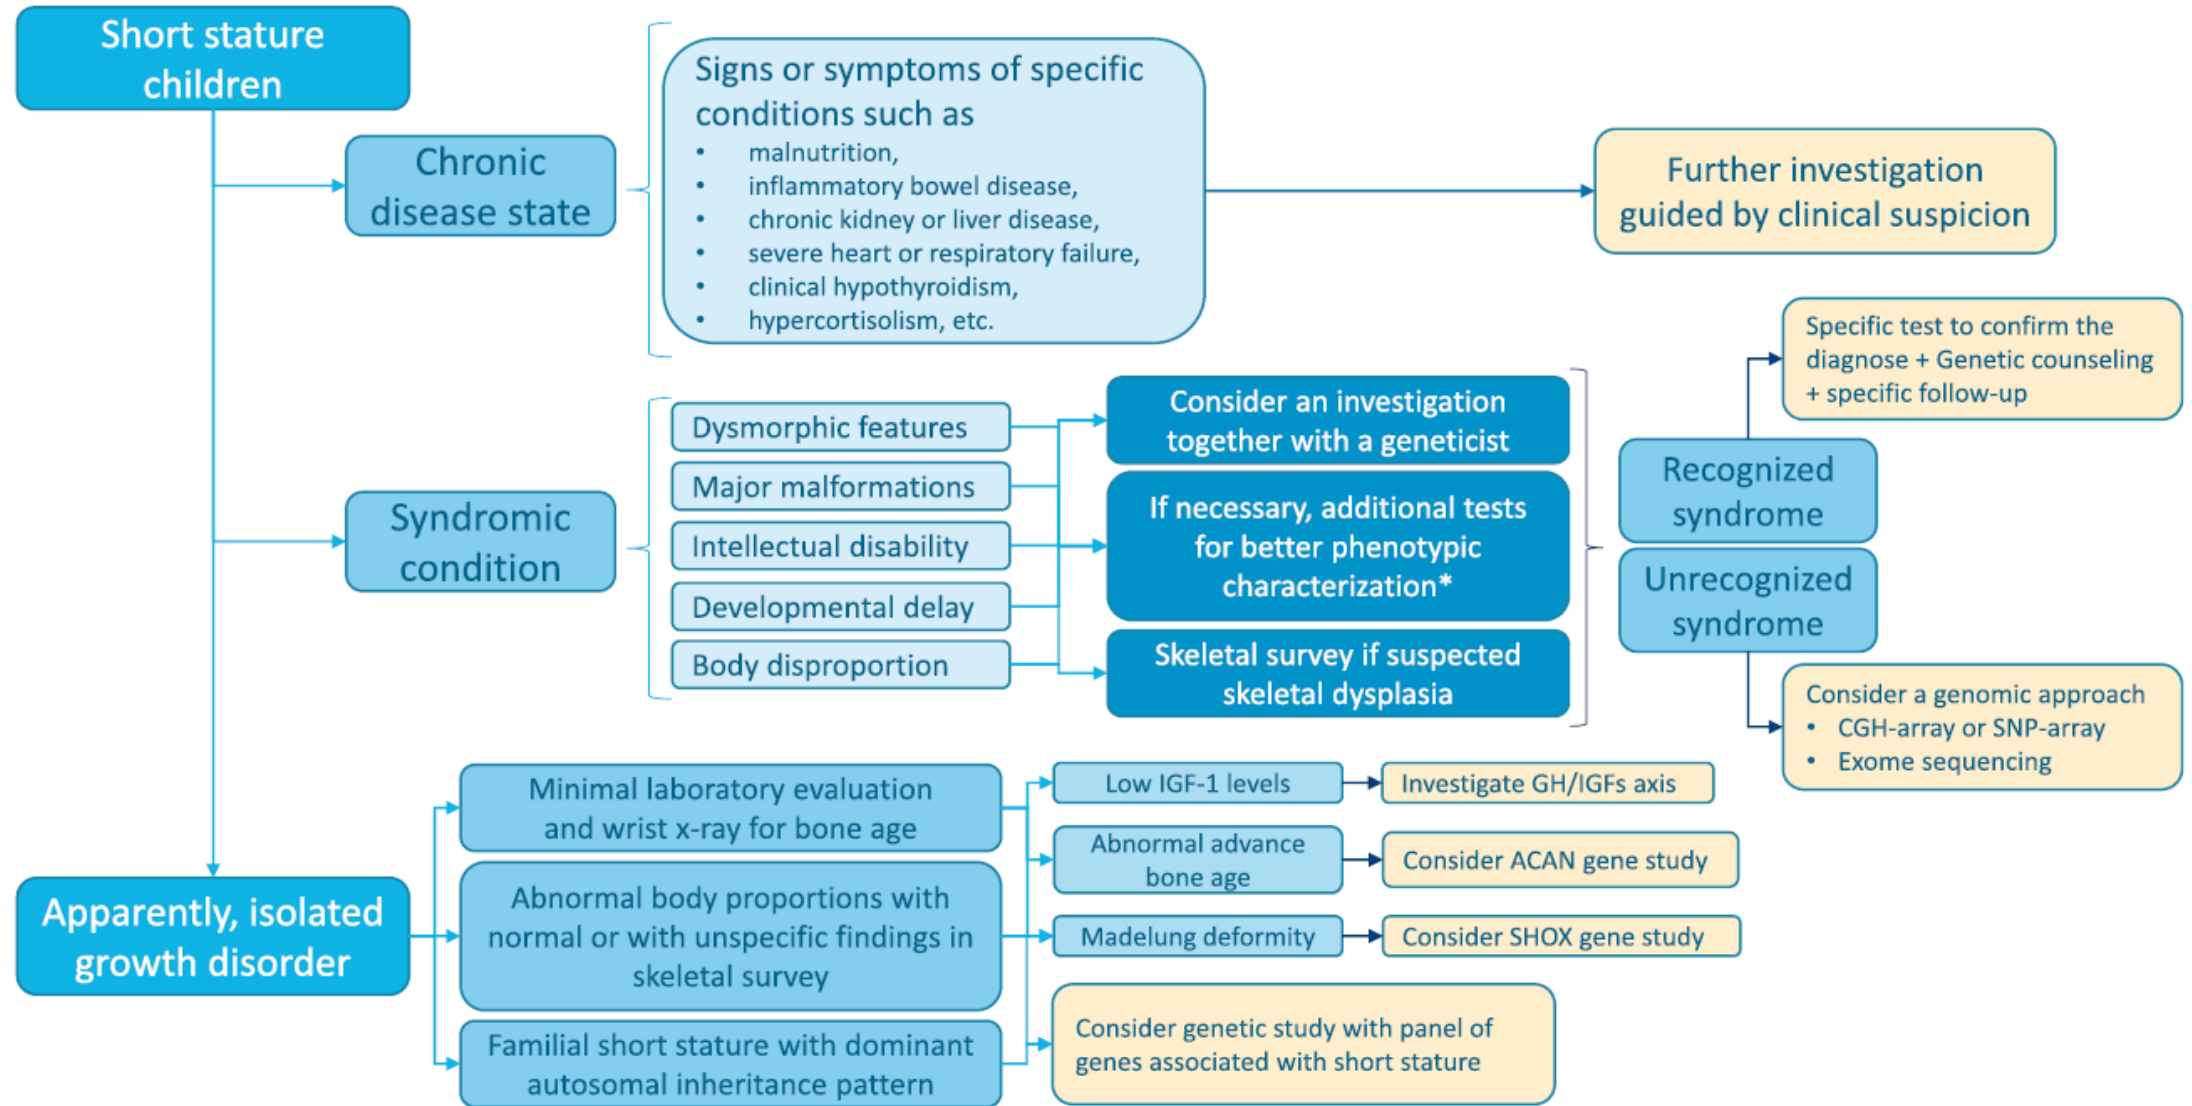 Short stature
children
Chronic
disease state
Signs or symptoms of specific
conditions such as
• malnutrition,
• inflammatory bowel disease,
• chronic kidney or liver disease,
• severe heart or respiratory failure,
• clinical hypothyroidism,
• hypercortisolism, etc.
Further investigation
guided by clinical suspicion
Syndromic
condition
Dysmorphic features
Major malformations
Intellectual disability
Developmental delay
Body disproportion
Consider an investigation
together with a geneticist
If necessary, additional tests
for better phenotypic
characterization*
Skeletal survey if suspected
skeletal dysplasia
Recognized
syndrome
Specific test to confirm the
diagnose + Genetic counseling
+ specific follow-up
Unrecognized
syndrome
Consider a genomic approach
• CGH-array or SNP-array
• Exome sequencing
Apparently, isolated
growth disorder
Minimal laboratory evaluation
and wrist x-ray for bone age
Abnormal body proportions with
normal or with unspecific findings in
skeletal survey
Familial short stature with dominant
autosomal inheritance pattern
Low IGF-1 levels
Investigate GH/IGFs axis
Abnormal advance
bone age
Consider ACAN gene study
Madelung deformity
Consider SHOX gene study
Consider genetic study with panel of
genes associated with short stature